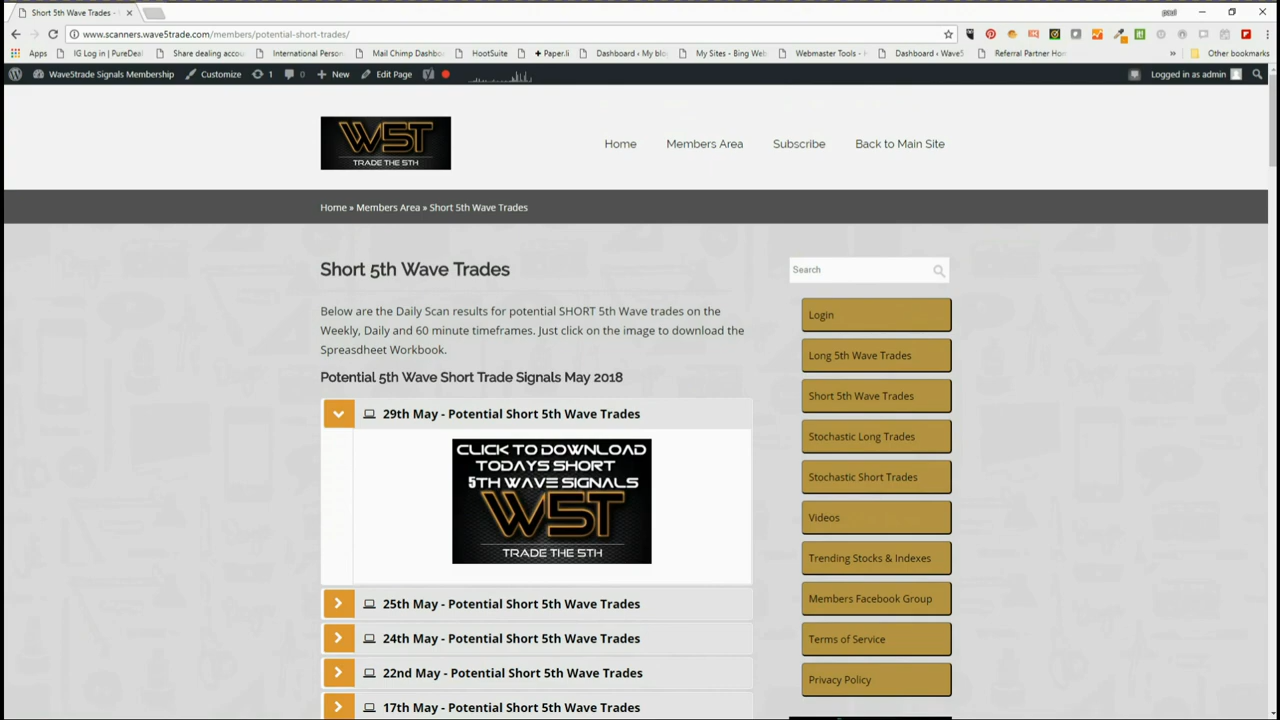 Short 5th Wave Trades -
paul
www.scanners.wave5trade.com/members/potential-short-trades/
Apps
IG Log in | PureDeal
Share dealing accou
International Person
Mail Chimp Dashbo
HootSuite
+ Paper.li
Dashboard ‹ My blo
My Sites - Bing Web
Webmaster Tools -
Dashboard ‹ Wave5
Referral Partner Hom
»
Other bookmarks
Wave5trade Signals Membership
Customize
1
0
New
Edit Page
Logged in as admin
W5T
TRADE THE 5TH
Home
Members Area
Subscribe
Back to Main Site
Home » Members Area » Short 5th Wave Trades
Short 5th Wave Trades
Below are the Daily Scan results for potential SHORT 5th Wave trades on the
Weekly, Daily and 60 minute timeframes. Just click on the image to download the
Spreasdheet Workbook.
Potential 5th Wave Short Trade Signals May 2018
29th May - Potential Short 5th Wave Trades
CLICK TO DOWNLOAD
TODAYS SHORT
5TH WAVE SIGNALS
W5T
TRADE THE 5TH
25th May - Potential Short 5th Wave Trades
24th May - Potential Short 5th Wave Trades
22nd May - Potential Short 5th Wave Trades
17th May - Potential Short 5th Wave Trades
Search
Login
Long 5th Wave Trades
Short 5th Wave Trades
Stochastic Long Trades
Stochastic Short Trades
Videos
Trending Stocks & Indexes
Members Facebook Group
Terms of Service
Privacy Policy